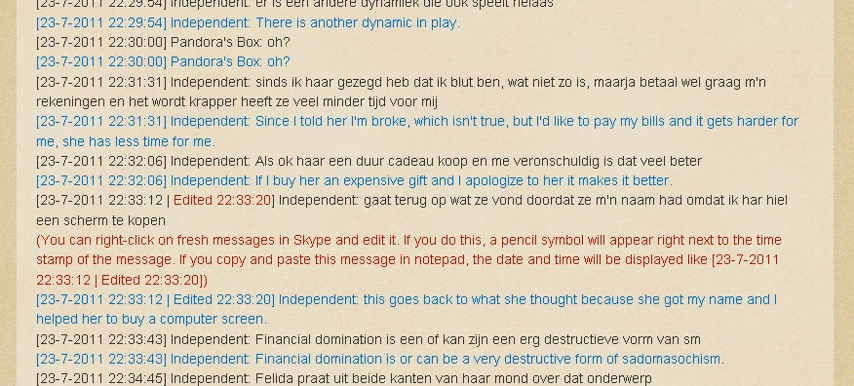 [23-7-2011 22:29:54] Independent: er is een andere dynamiek die ook speelt helaas
[23-7-2011 22:29:54] Independent: There is another dynamic in play.
[23-7-2011 22:30:00] Pandora's Box: oh?
[23-7-2011 22:30:00] Pandora's Box: oh?
[23-7-2011 22:31:31] Independent: sinds ik haar gezegd heb dat ik blut ben, wat niet zo is, maarja betaal wel graag m'n
rekeningen en het wordt krapper heeft ze veel minder tijd voor mij
[23-7-2011 22:31:31] Independent: Since I told her I'm broke, which isn't true, but I'd like to pay my bills and it gets harder for
me, she has less time for me.
[23-7-2011 22:32:06] Independent: Als ok haar een duur cadeau koop en me veronschuldig is dat veel beter
[23-7-2011 22:32:06] Independent: If I buy her an expensive gift and I apologize to her it makes it better.
[23-7-2011 22:33:12 | Edited 22:33:20] Independent: gaat terug op wat ze vond doordat ze m'n naam had omdat ik har hiel
een scherm te kopen
(You can right-click on fresh messages in Skype and edit it. If you do this, a pencil symbol will appear right next to the time
stamp of the message. If you copy and paste this message in notepad, the date and time will be displayed like [23-7-2011
22:33:12 | Edited 22:33:20])
[23-7-2011 22:33:12 | Edited 22:33:20] Independent: this goes back to what she thought because she got my name and I
helped her to buy a computer screen.
[23-7-2011 22:33:43] Independent: Financial domination is een of kan zijn een erg destructieve vorm van sm
[23-7-2011 22:33:43] Independent: Financial domination is or can be a very destructive form of sadomasochism.
[23-7-2011 22:34:45] Independent: Felida praat uit beide kanten van haar mond over dat onderwerp